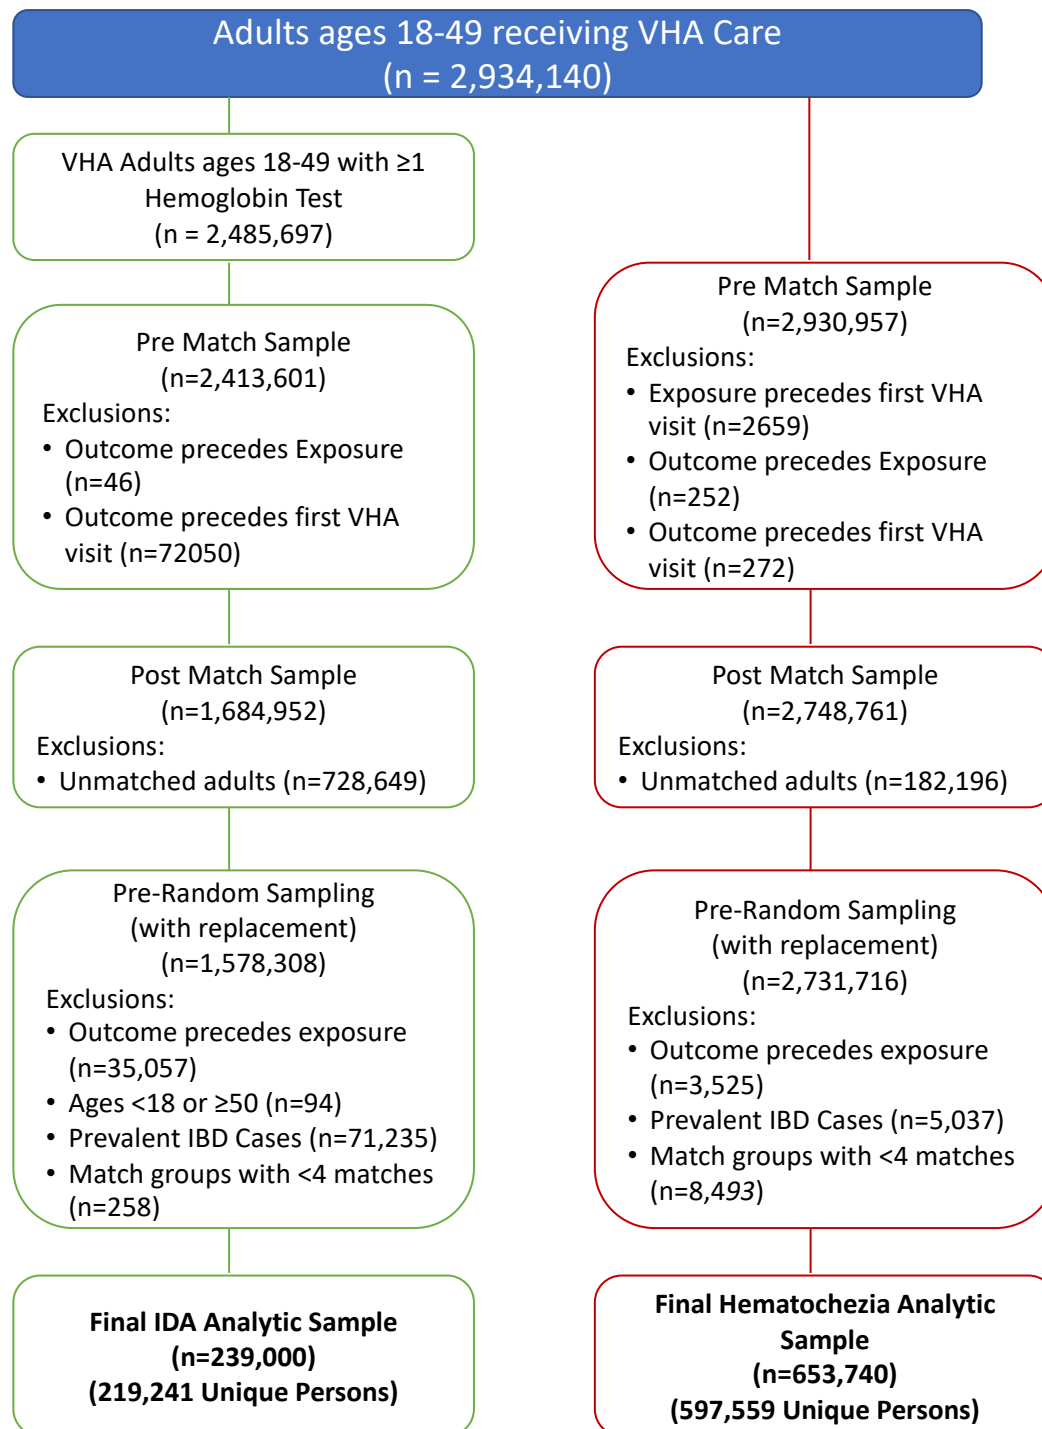 Adults ages 18-49 receiving VHA Care
(n = 2,934,140)
VHA Adults ages 18-49 with ≥1
Hemoglobin Test
(n = 2,485,697)
Pre Match Sample
(n=2,413,601)
Exclusions:
• Outcome precedes Exposure
(n=46)
• Outcome precedes first VHA
visit (n=72050)
Post Match Sample
(n=1,684,952)
Exclusions:
• Unmatched adults (n=728,649)
Pre-Random Sampling
(with replacement)
(n=1,578,308)
Exclusions:
• Outcome precedes exposure
(n=35,057)
• Ages <18 or ≥50 (n=94)
• Prevalent IBD Cases (n=71,235)
• Match groups with <4 matches
(n=258)
Final IDA Analytic Sample
(n=239,000)
(219,241 Unique Persons)
Pre Match Sample
(n=2,930,957)
Exclusions:
• Exposure precedes first VHA
visit (n=2659)
• Outcome precedes Exposure
(n=252)
• Outcome precedes first VHA
visit (n=272)
Post Match Sample
(n=2,748,761)
Exclusions:
• Unmatched adults (n=182,196)
Pre-Random Sampling
(with replacement)
(n=2,731,716)
Exclusions:
• Outcome precedes exposure
(n=3,525)
• Prevalent IBD Cases (n=5,037)
• Match groups with <4 matches
(n=8,493)
Final Hematochezia Analytic
Sample
(n=653,740)
(597,559 Unique Persons)